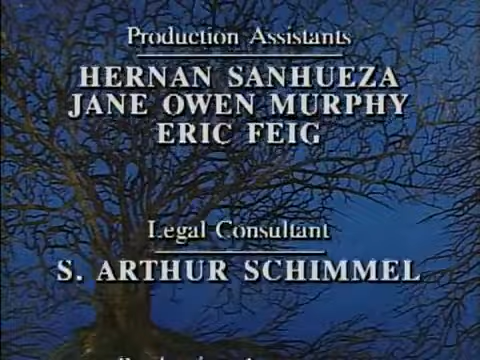 Production Assistants
HERNAN SANHUEZA
JANE OWEN MURPHY
ERIC FEIG
Legal Consultant
S. ARTHUR SCHIMMEL